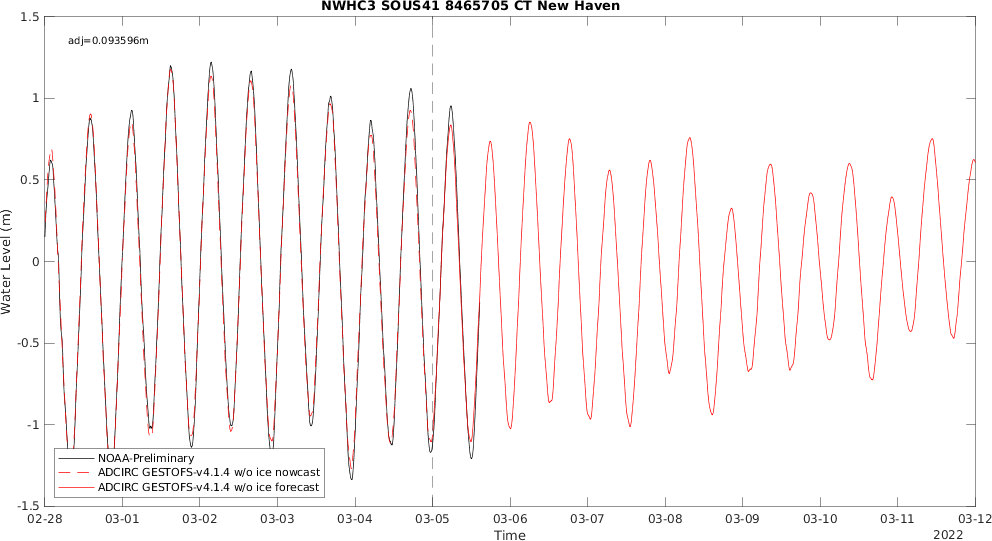 NWHC3 SOUS41 8465705 CT New Haven
adj=0.093596m
1.5
1
0.5
0
-0.5
-1
-1.5
Water Level (m)
NOAA-Preliminary
ADCIRC GESTOFS-v4.1.4 w/o ice nowcast
ADCIRC GESTOFS-v4.1.4 w/o ice forecast
02-28 03-01 03-02 03-03 03-04 03-05 03-06 03-07 03-08 03-09 03-10 03-11 03-12
Time
2022